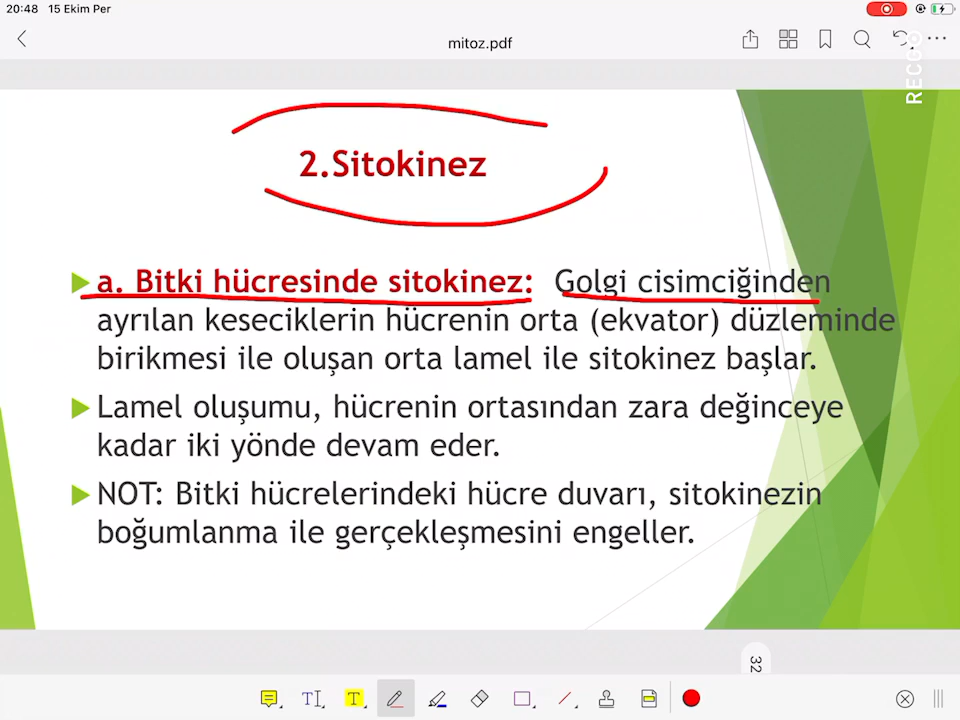 20:48 15 Ekim Per
mitoz.pdf
RECC
2.Sitokinez
a. Bitki hücresinde sitokinez: Golgi cisimciğinden
ayrılan keseciklerin hücrenin orta (ekvator) düzleminde
birikmesi ile oluşan orta lamel ile sitokinez başlar.
Lamel oluşumu, hücrenin ortasından zara değinceye
kadar iki yönde devam eder.
NOT: Bitki hücrelerindeki hücre duvarı, sitokinezin
boğumlanma ile gerçekleşmesini engeller.
32
TI
T